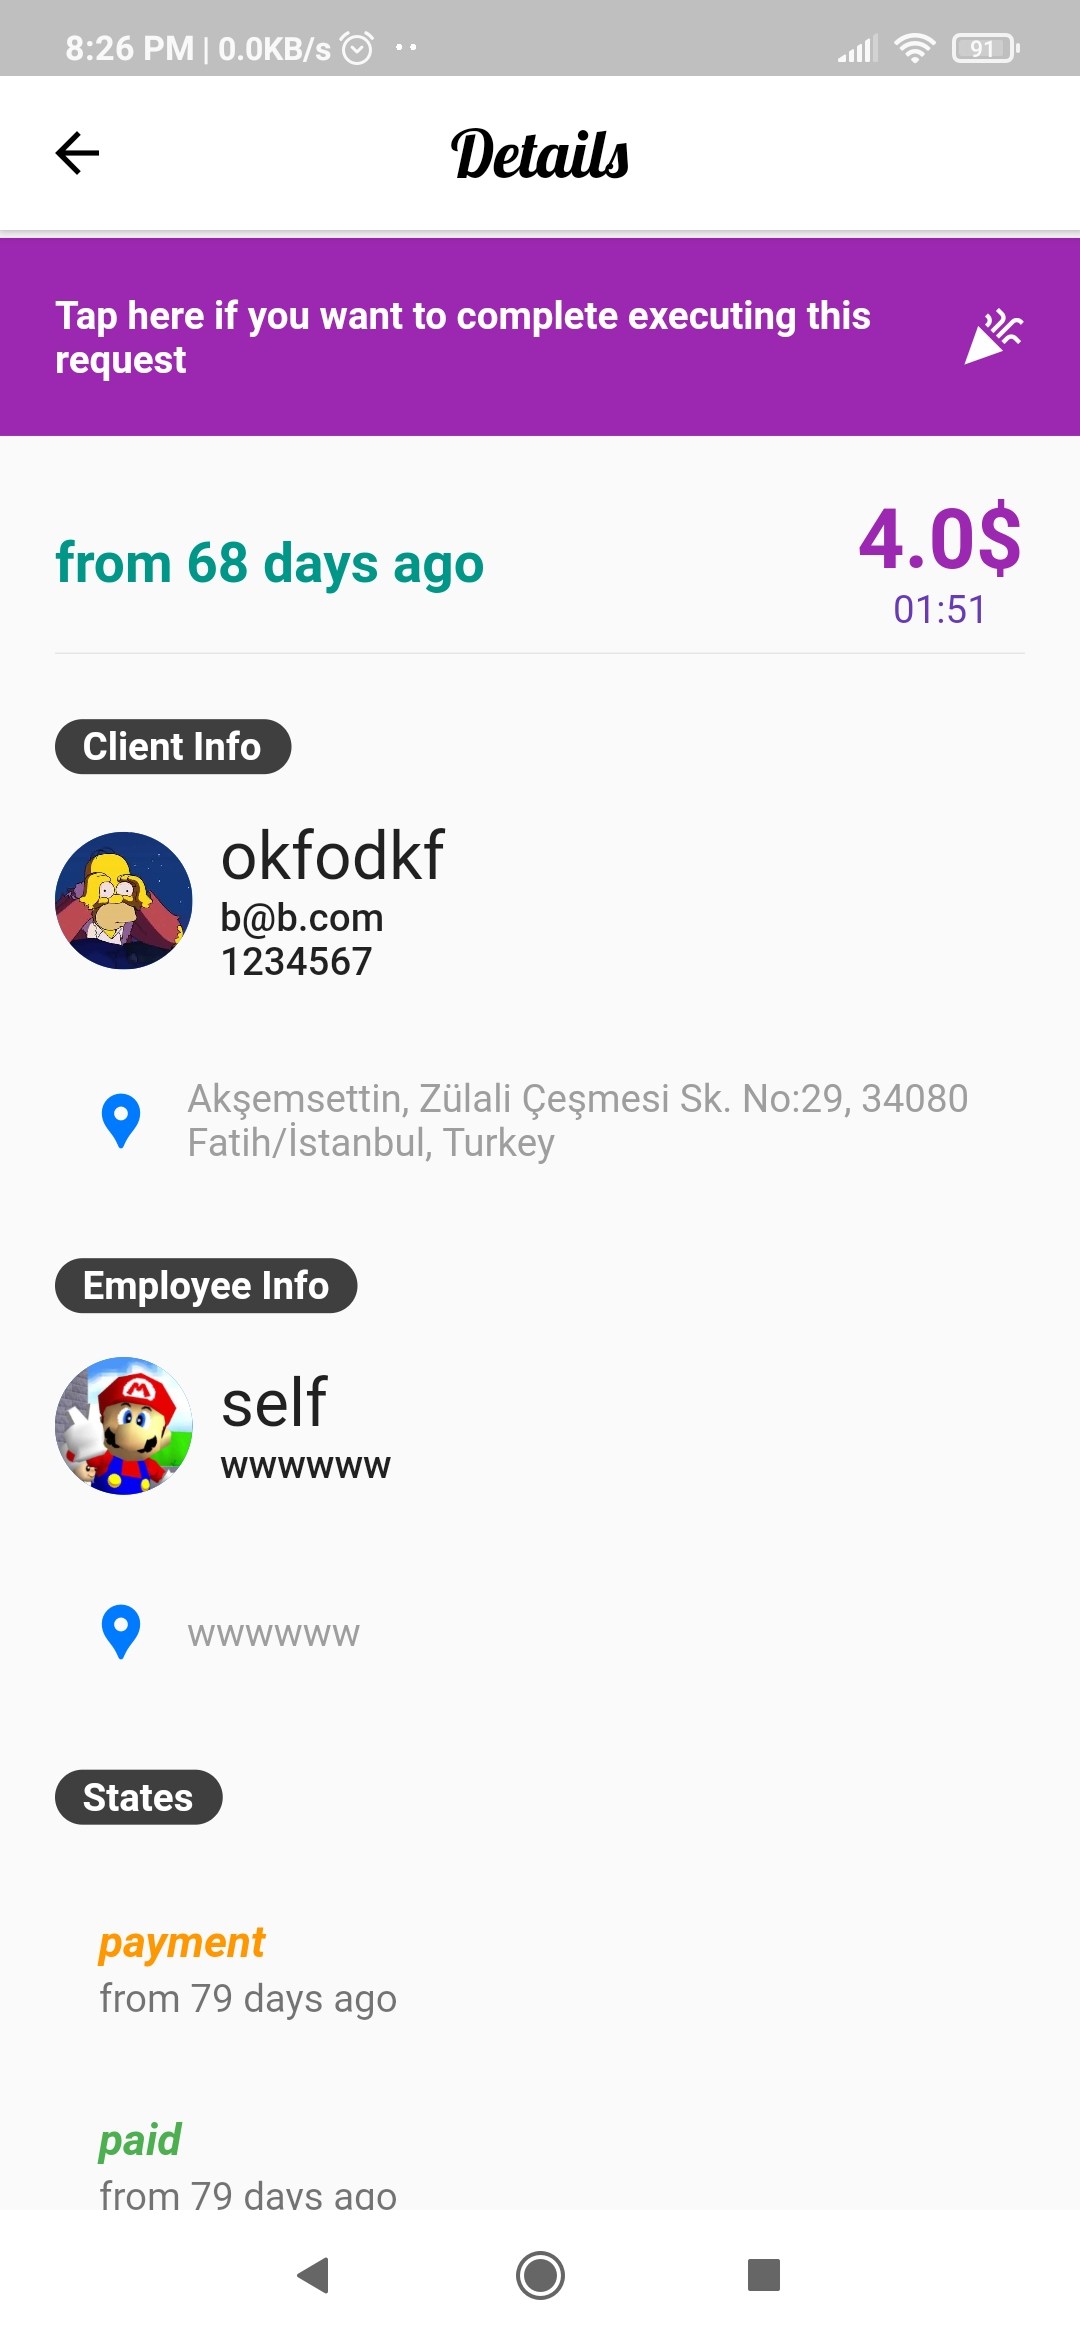 8:26 PM | 0.0KB/s
91
Details
Tap here if you want to complete executing this
request
from 68 days ago
4.0$
01:51
Client Info
okfodkf
b@b.com
1234567
Akşemsettin, Zülali Çeşmesi Sk. No:29, 34080
Fatih/İstanbul, Turkey
Employee Info
self
wwwwww
wwwwww
States
payment
from 79 days ago
paid
from 79 days ago